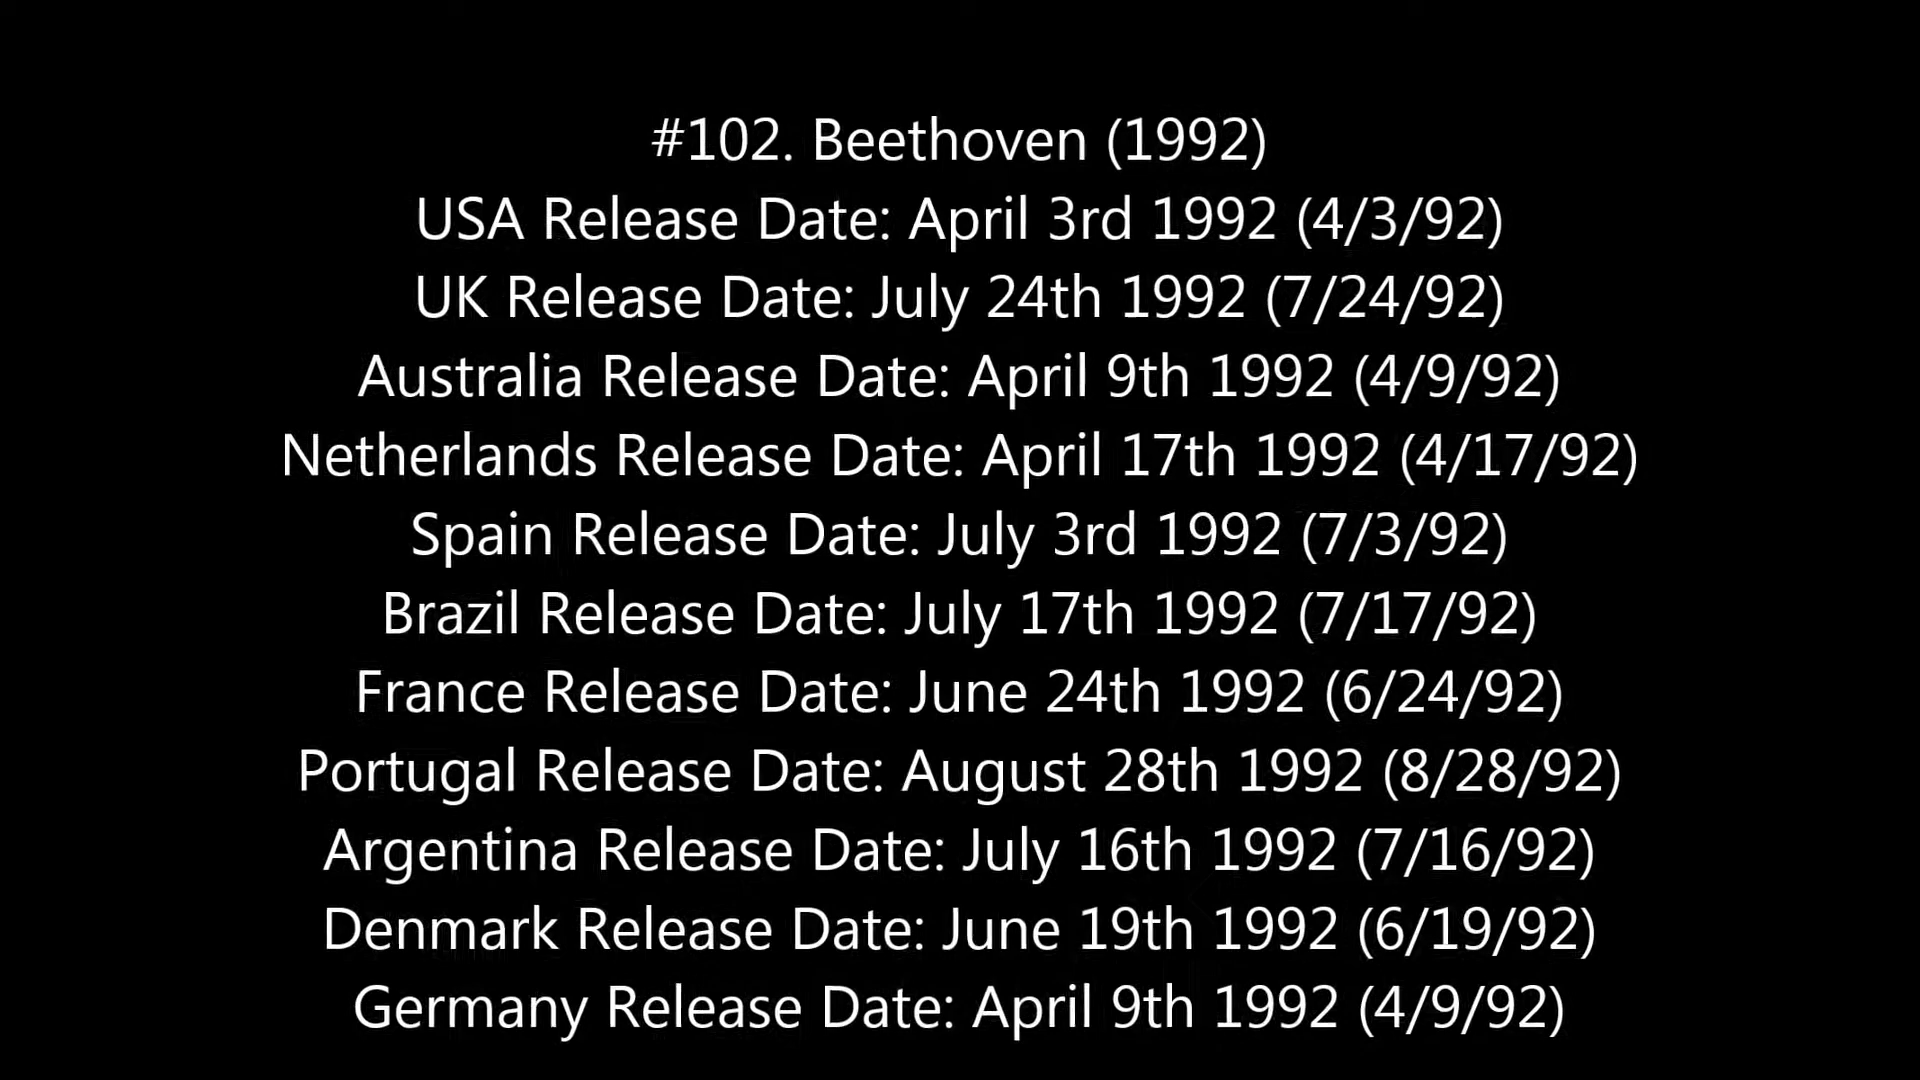 #102. Beethoven (1992)
USA Release Date: April 3rd 1992 (4/3/92)
UK Release Date: July 24th 1992 (7/24/92)
Australia Release Date: April 9th 1992 (4/9/92)
Netherlands Release Date: April 17th 1992 (4/17/92)
Spain Release Date: July 3rd 1992 (7/3/92)
Brazil Release Date: July 17th 1992 (7/17/92)
France Release Date: June 24th 1992 (6/24/92)
Portugal Release Date: August 28th 1992 (8/28/92)
Argentina Release Date: July 16th 1992 (7/16/92)
Denmark Release Date: June 19th 1992 (6/19/92)
Germany Release Date: April 9th 1992 (4/9/92)